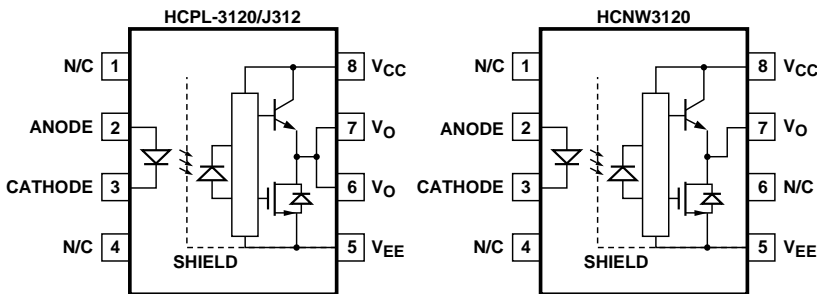 HCPL-3120/J312
N/C 1
ANODE 2
CATHODE 3
N/C 4
8 VCC
7 VO
6 VO
5 VEE
SHIELD
HCNW3120
N/C 1
ANODE 2
CATHODE 3
N/C 4
8 VCC
7 VO
6 N/C
5 VEE
SHIELD